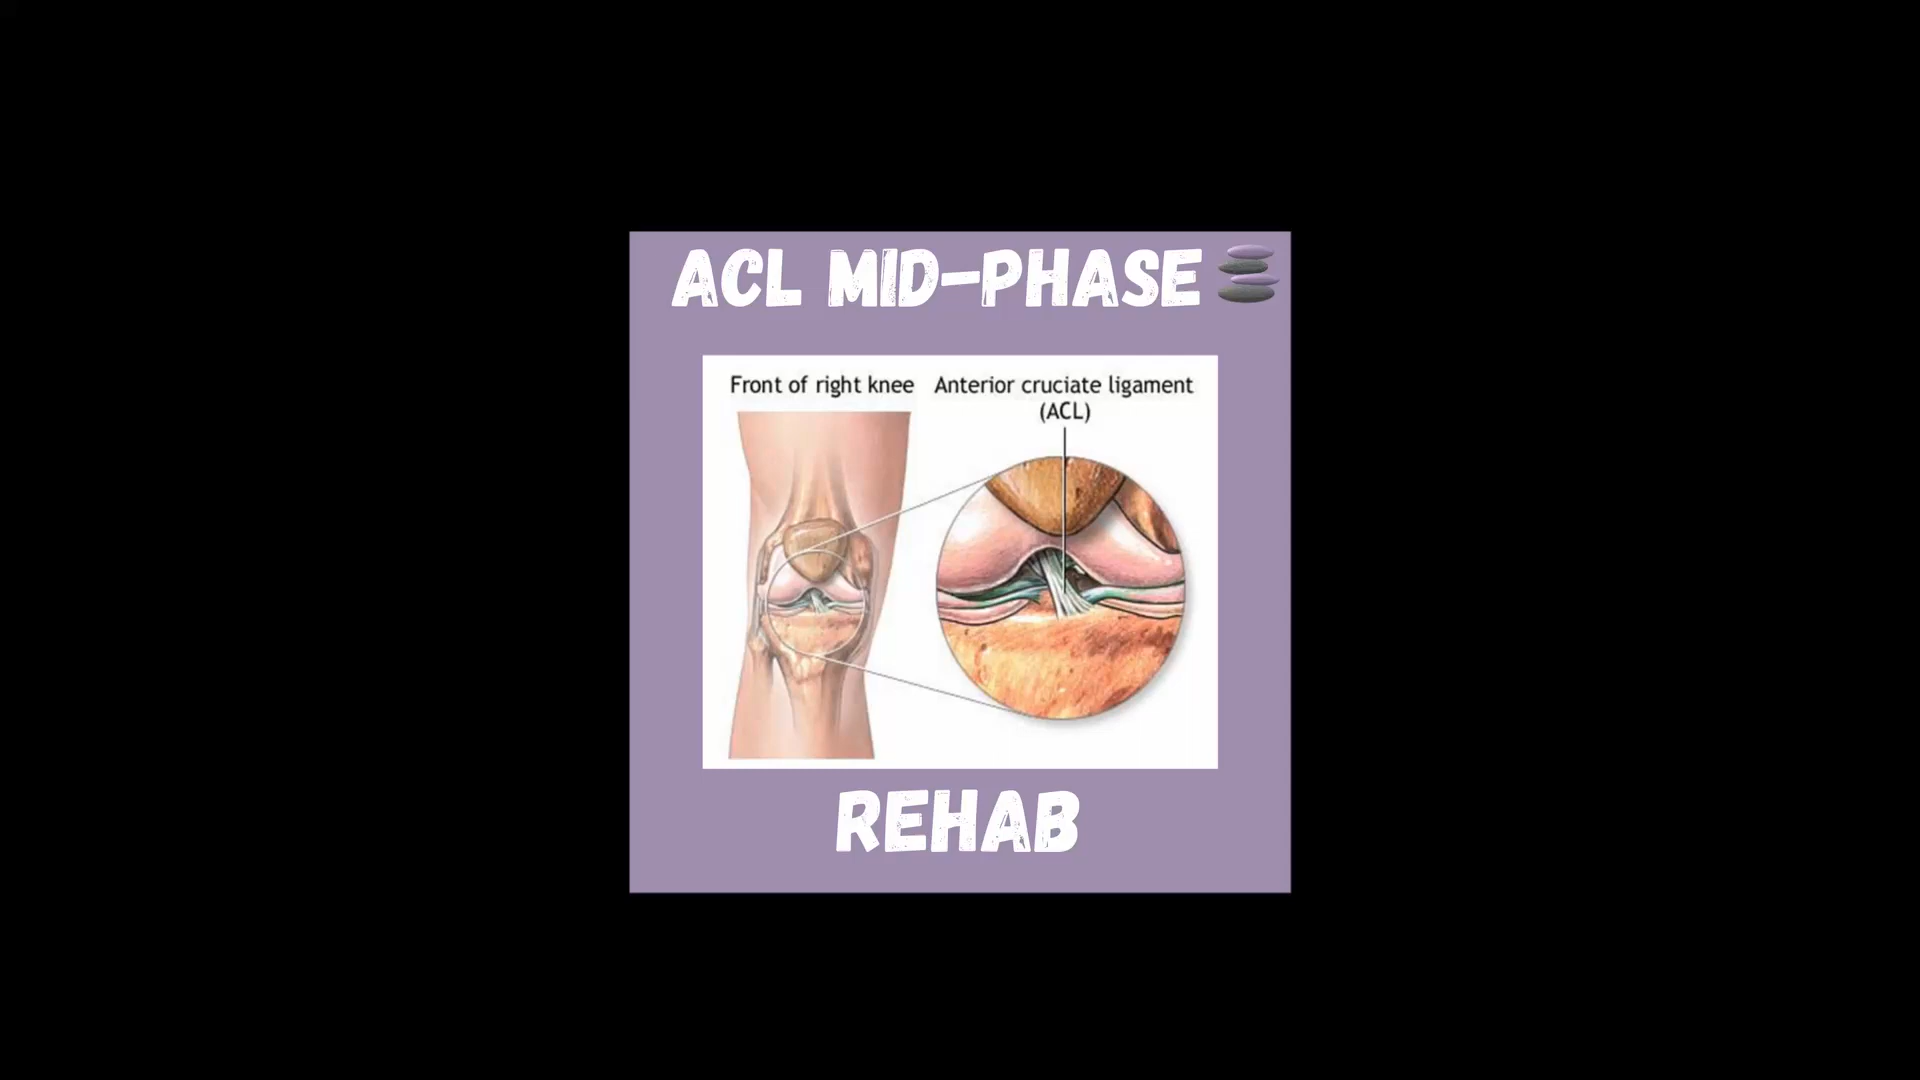 ACL MID-PHASE
Front of right knee
Anterior cruciate ligament
(ACL)
REHAB